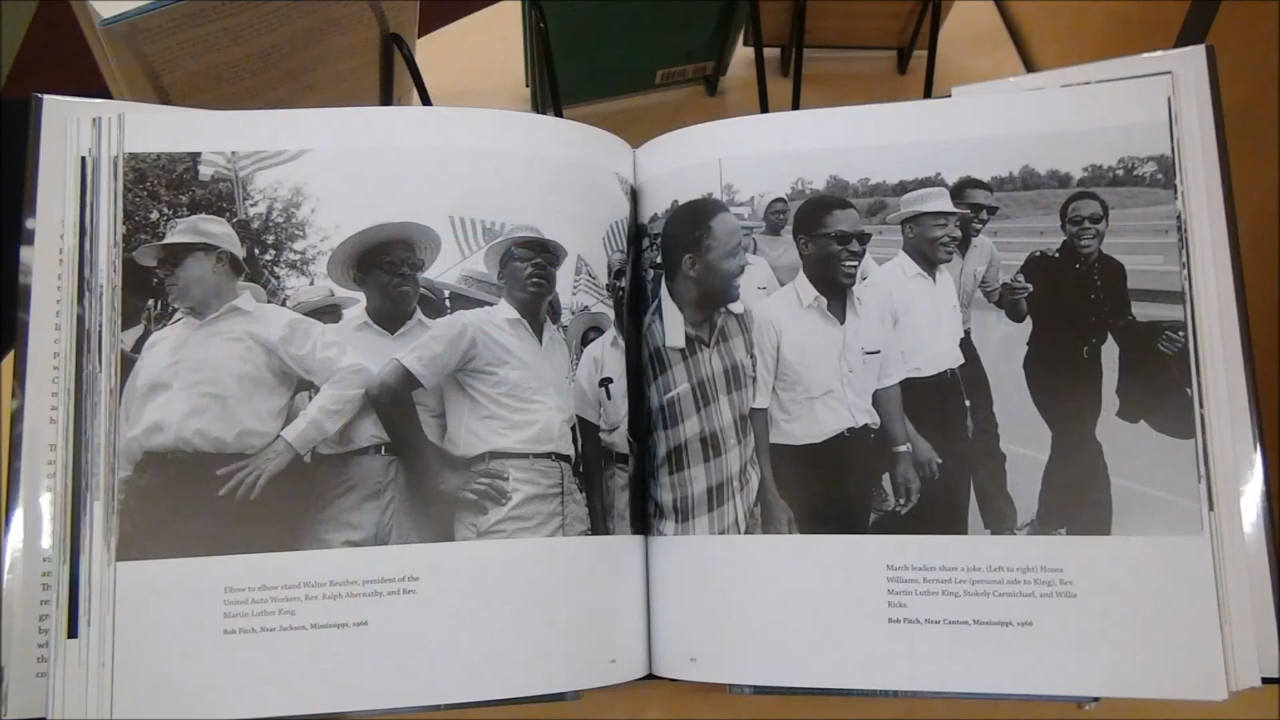 Elbow to elbow stand Walter Reuther, president of the
United Auto Workers, Rev. Ralph Abernathy, and Rev.
Martin Luther King.
Bob Fitch, Near Jackson, Mississippi, 1966
March leaders share a joke. (Left to right) Hosea
Williams, Bernard Lee (personal aide to King), Rev.
Martin Luther King, Stokely Carmichael, and Willie
Ricks.
Bob Fitch, Near Canton, Mississippi, 1966